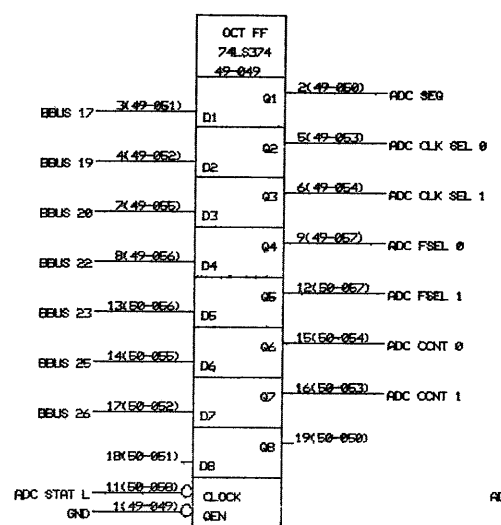 OCT FF
74LS374
49-049
Q1 2(49-050) ADC SEQ
BBUS 17 3(49-051) D1
Q2 5(49-053) ADC CLK SEL 0
BBUS 19 4(49-052) D2
Q3 6(49-054) ADC CLK SEL 1
BBUS 20 7(49-055) D3
Q4 9(49-057) ADC FSEL 0
BBUS 22 8(49-056) D4
Q5 12(50-057) ADC FSEL 1
BBUS 23 13(50-056) D5
Q6 15(50-054) ADC CCNT 0
BBUS 25 14(50-055) D6
Q7 16(50-053) ADC CCNT 1
BBUS 26 17(50-052) D7
Q8 19(50-050)
18(50-051) D8
ADC STAT L 11(50-058) CLOCK
GND 1(49-049) OEN
AD